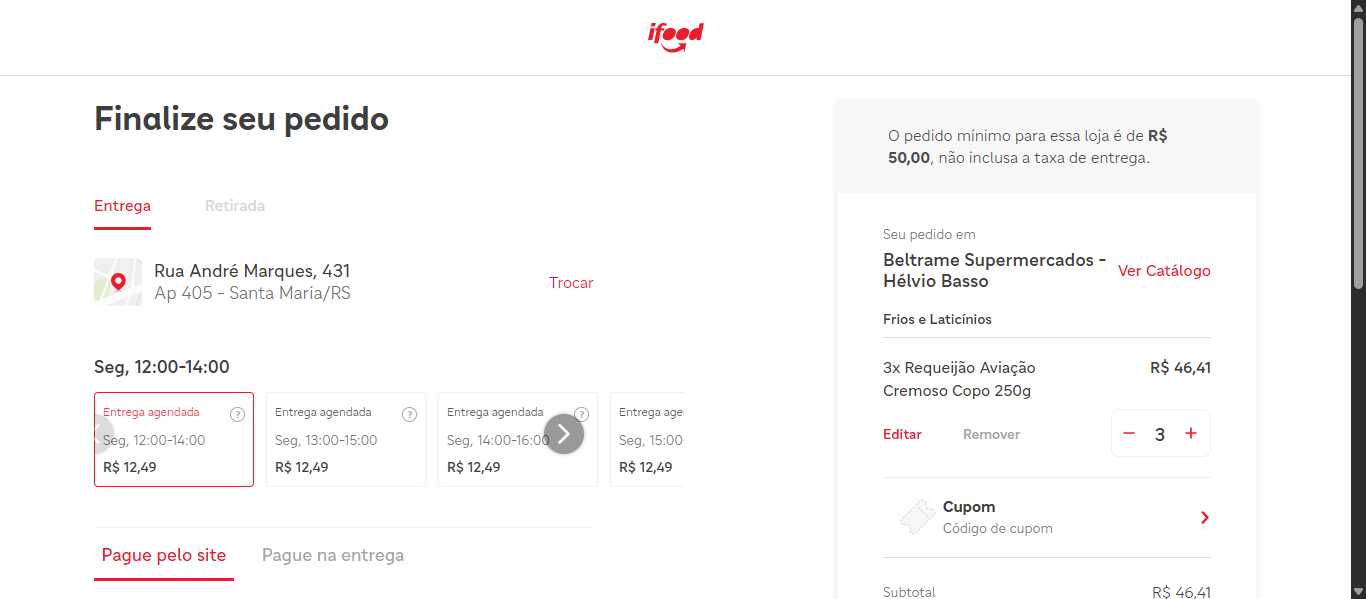 ifood
Finalize seu pedido
Entrega
Retirada
Rua André Marques, 431
Ap 405 - Santa Maria/RS
Trocar
Seg, 12:00-14:00
Entrega agendada
?
Seg, 12:00-14:00
R$ 12,49
Entrega agendada
?
Seg, 13:00-15:00
R$ 12,49
Entrega agendada
?
Seg, 14:00-16:00
R$ 12,49
Entrega age
Seg, 15:00
R$ 12,49
Pague pelo site
Pague na entrega
O pedido mínimo para essa loja é de R$
50,00, não inclusa a taxa de entrega.
Seu pedido em
Beltrame Supermercados -
Hélvio Basso
Ver Catálogo
Frios e Laticínios
3x Requeijão Aviação
Cremoso Copo 250g
R$ 46,41
Editar
Remover
− 3 +
Cupom
Código de cupom
Subtotal
R$ 46,41